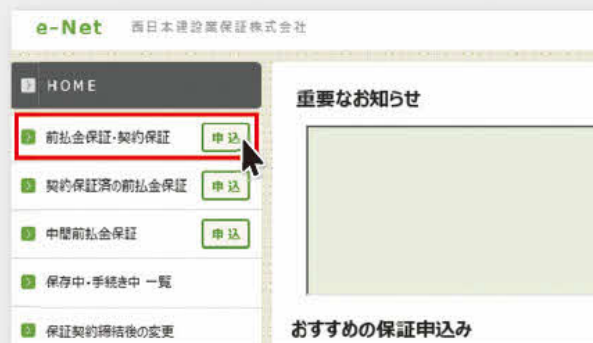 e-Net 西日本建設業保証株式会社
HOME
前払金保証・契約保証 申込
契約保証済の前払金保証 申込
中間前払金保証 申込
保存中・手続き中 一覧
保証契約締結後の変更
重要なお知らせ
おすすめの保証申込み